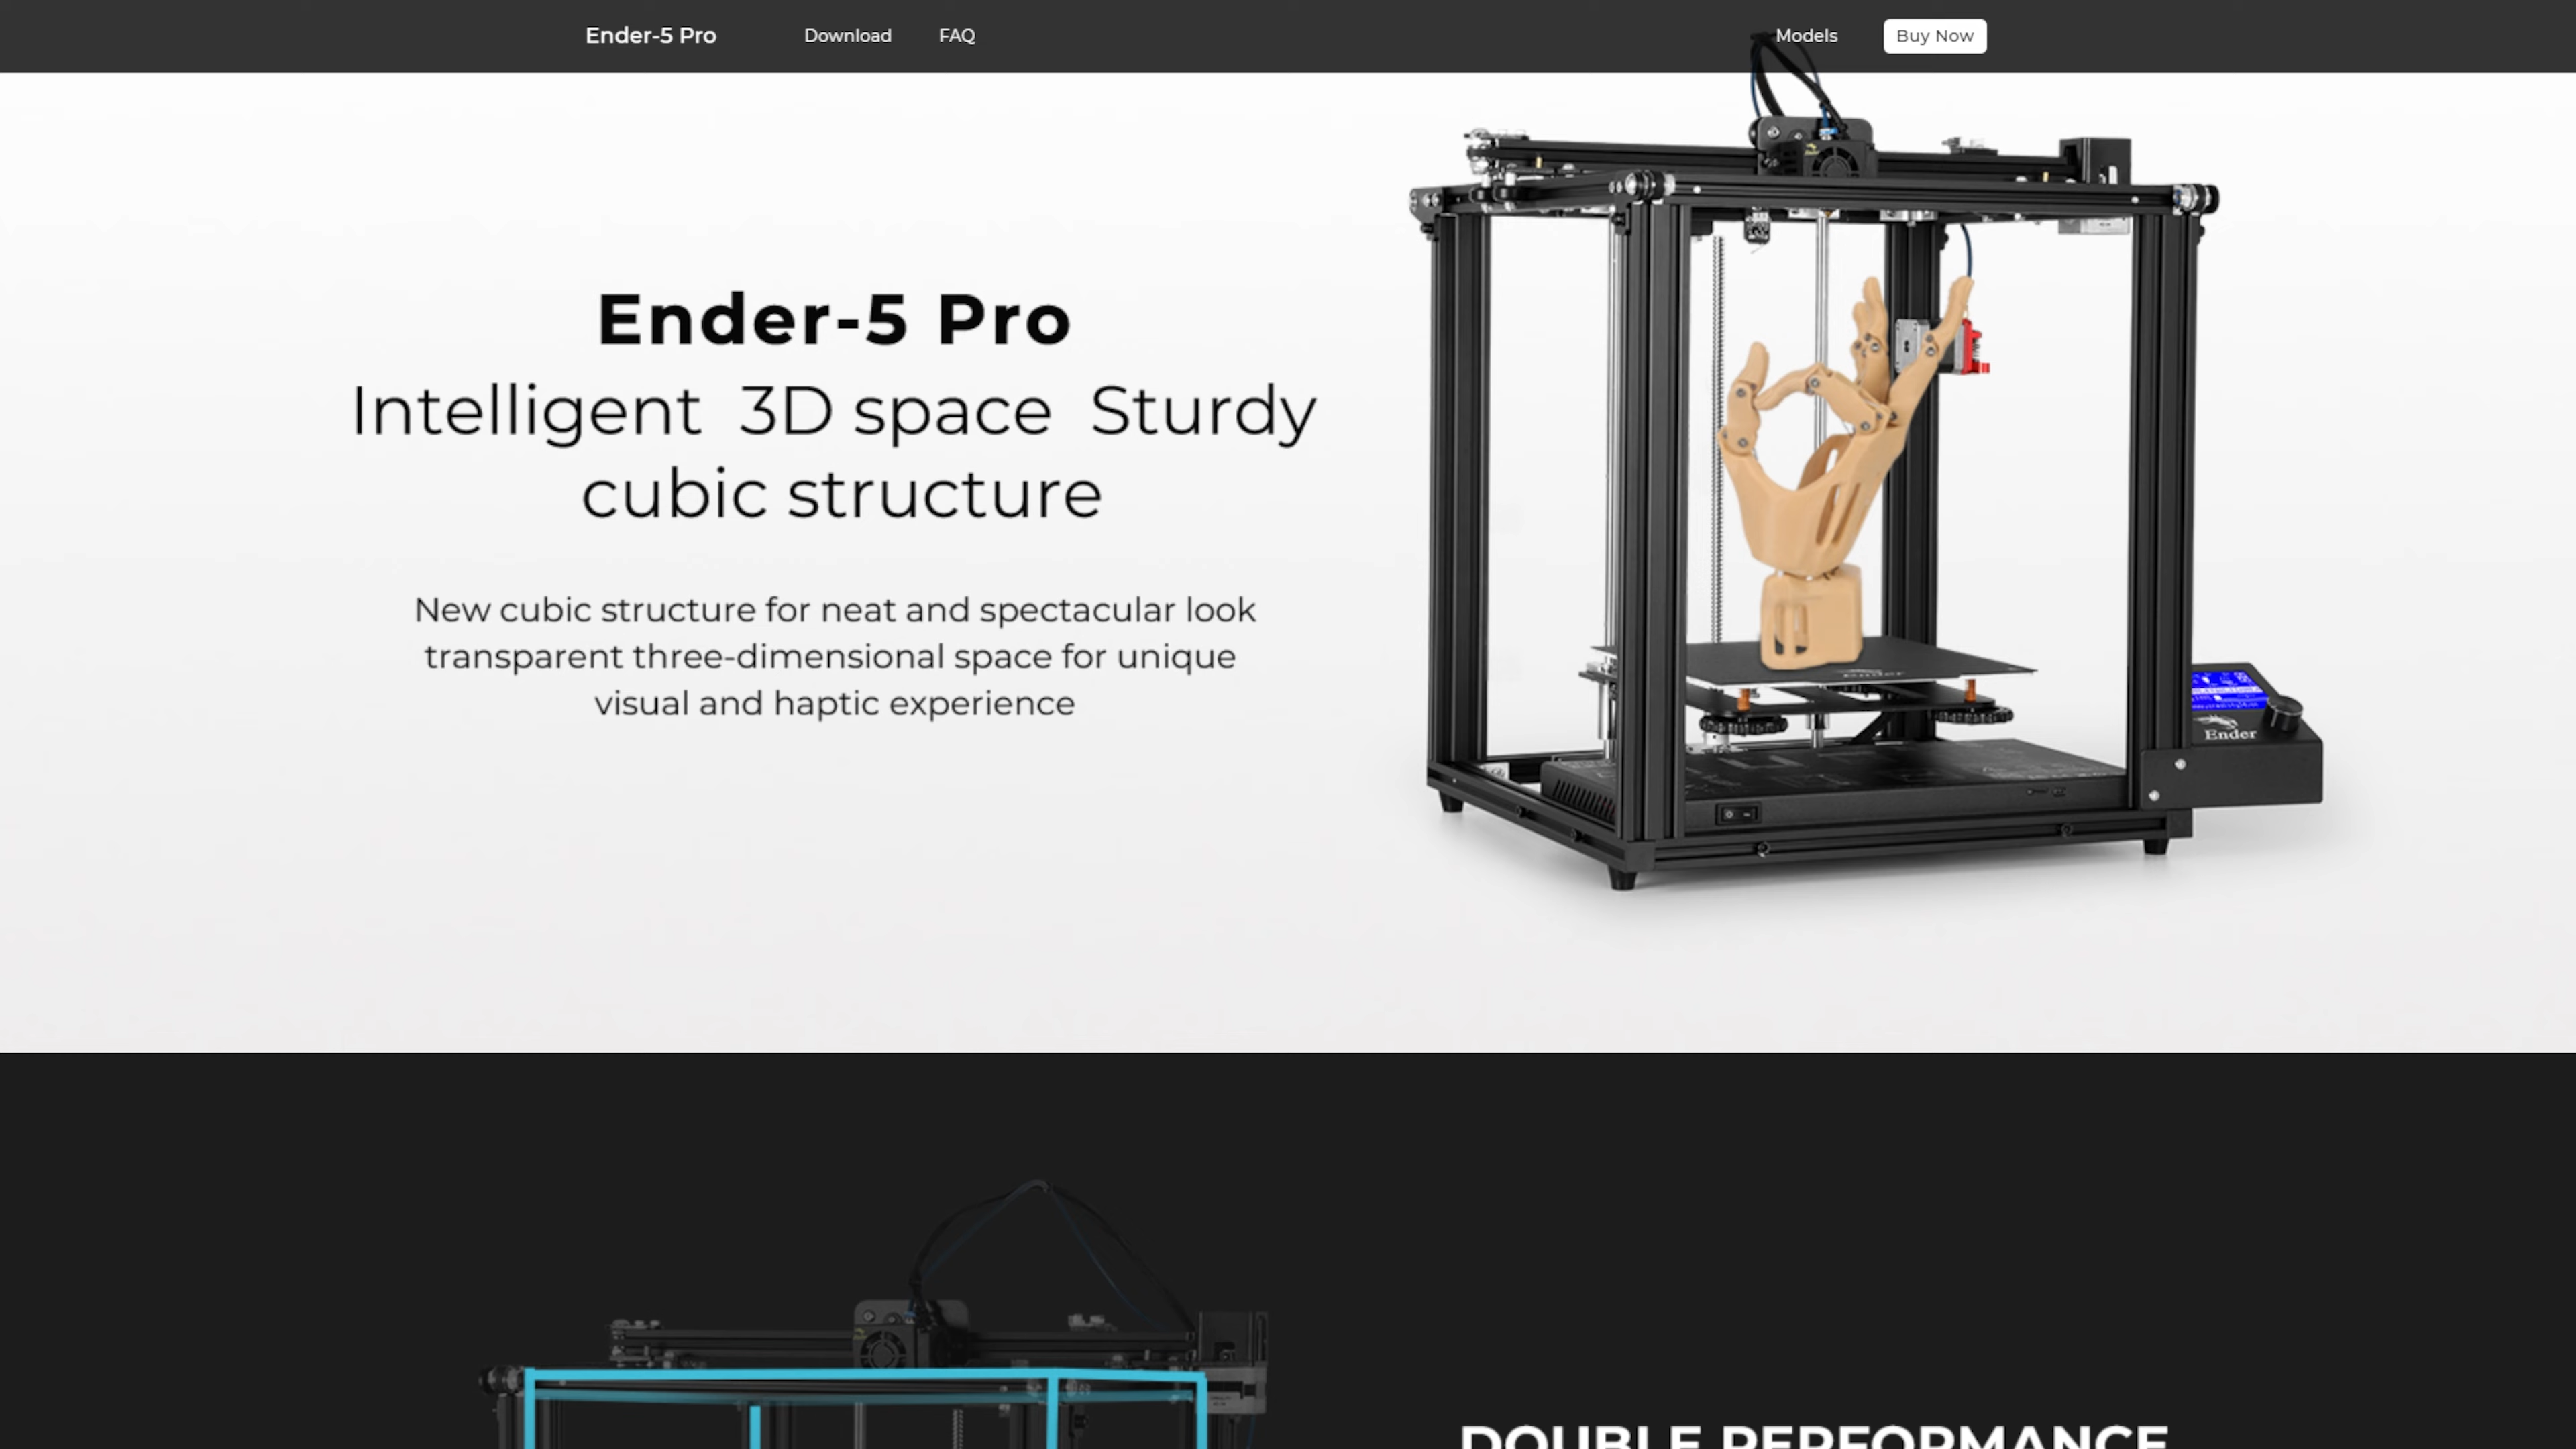 Ender-5 Pro
Download
FAQ
Models
Buy Now
Ender-5 Pro
Intelligent 3D space Sturdy
cubic structure
New cubic structure for neat and spectacular look
transparent three-dimensional space for unique
visual and haptic experience
Ender
DOUBLE PERFORMANCE